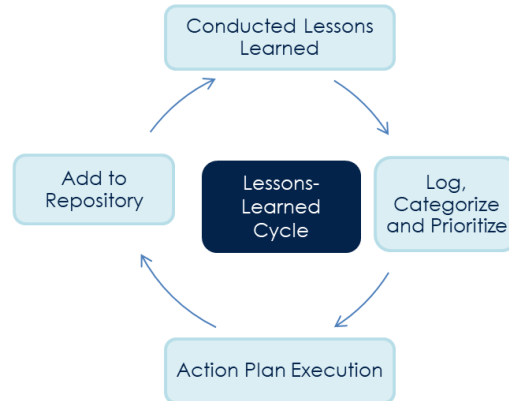 Conducted Lessons
Learned
Add to
Repository
Lessons-
Learned
Cycle
Log,
Categorize
and Prioritize
Action Plan Execution